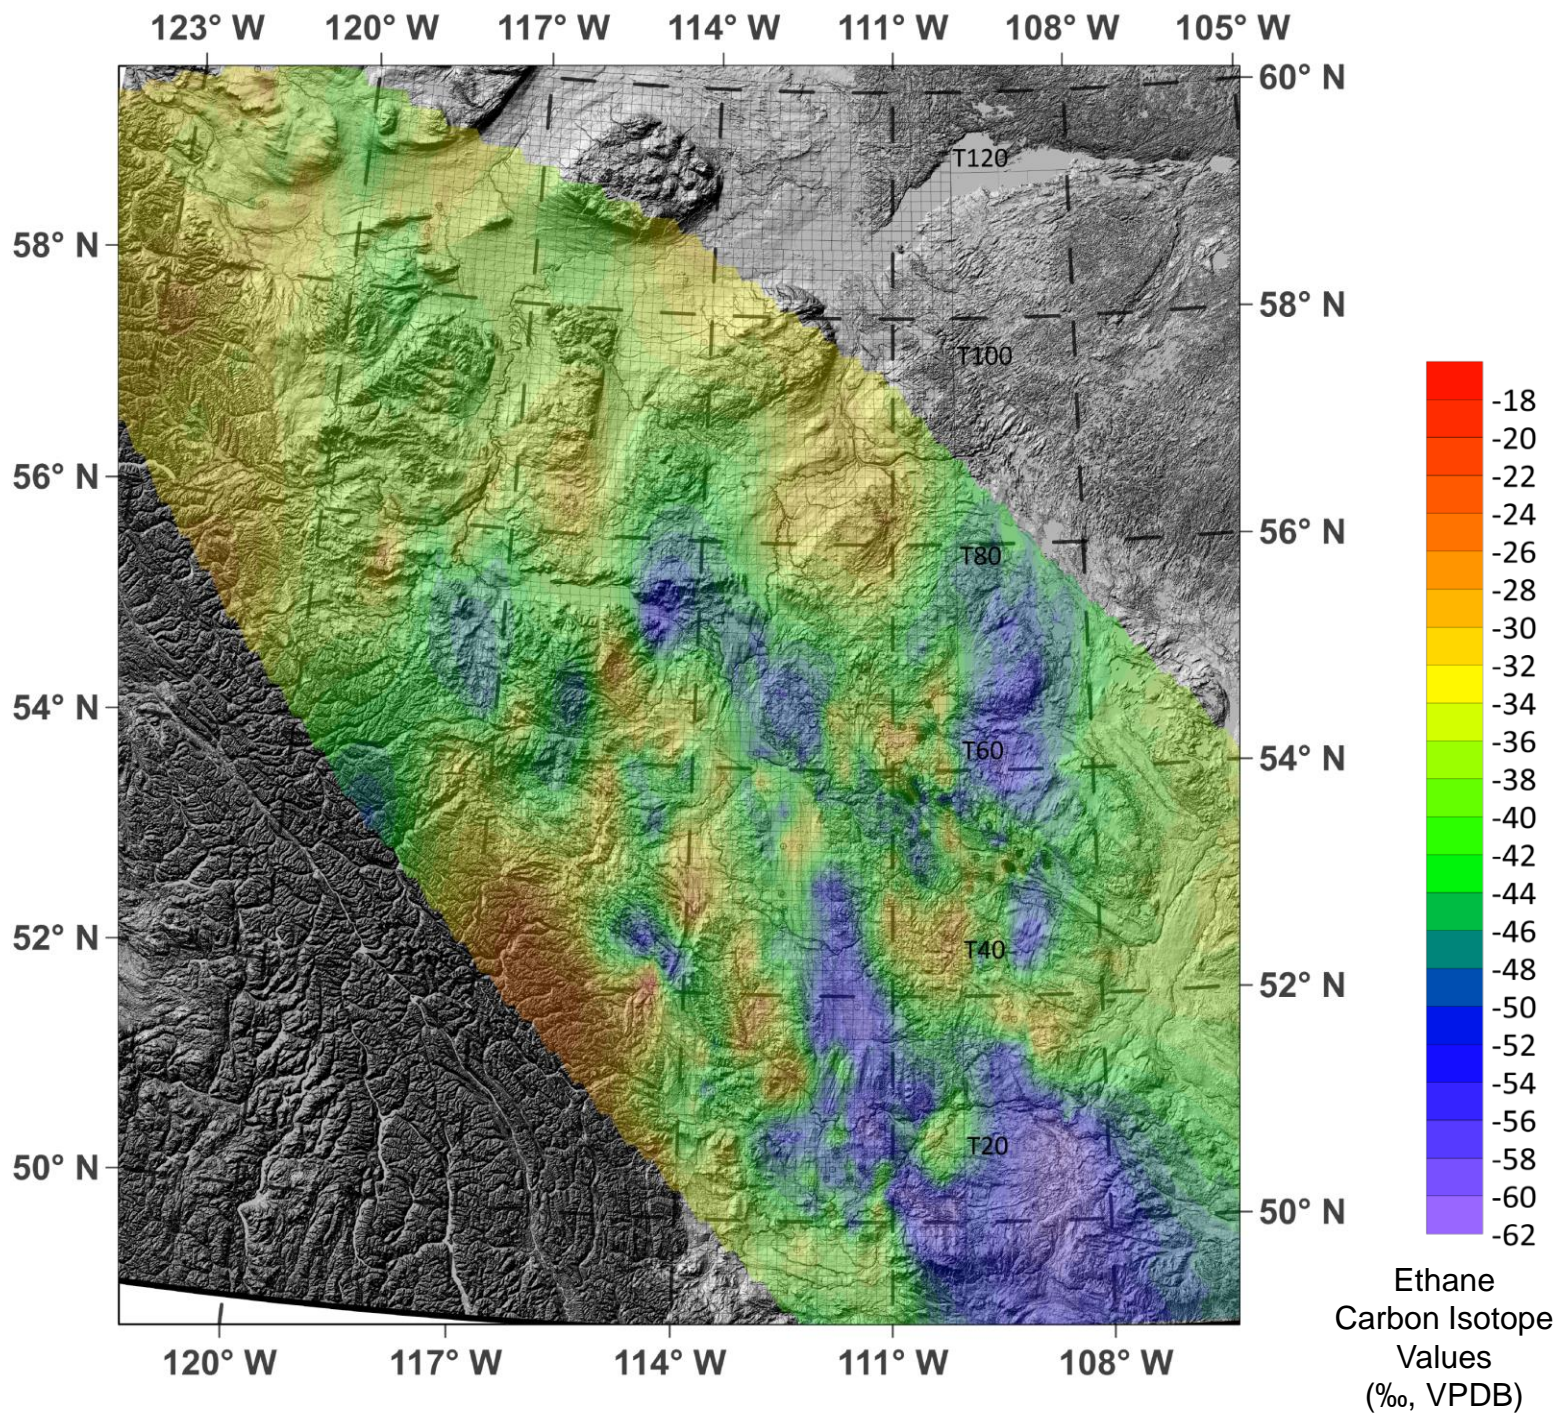 123° W 120° W 117° W 114° W 111° W 108° W 105° W
60° N
T120
58° N
58° N
T100
-18
-20
56° N
-22
-24
56° N
T80
-26
-28
-30
-32
54° N
-34
T60
54° N
-36
-38
-40
-42
-44
52° N
-46
T40
-48
52° N
-50
-52
-54
-56
T20
50° N
-58
-60
50° N
-62
Ethane
Carbon Isotope
Values
(‰, VPDB)
120° W 117° W 114° W 111° W 108° W